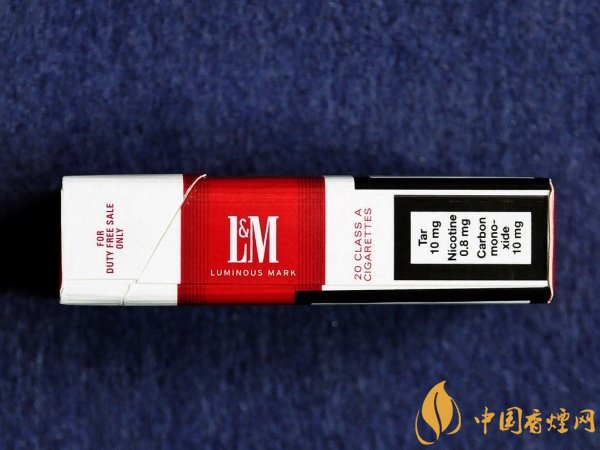 FOR
DUTY FREE SALE
ONLY
L&M
LUMINOUS MARK
20 CLASS A
CIGARETTES
Tar
10 mg
Nicotine
0.8 mg
Carbon
mono-
xide
10 mg
中国香烟网